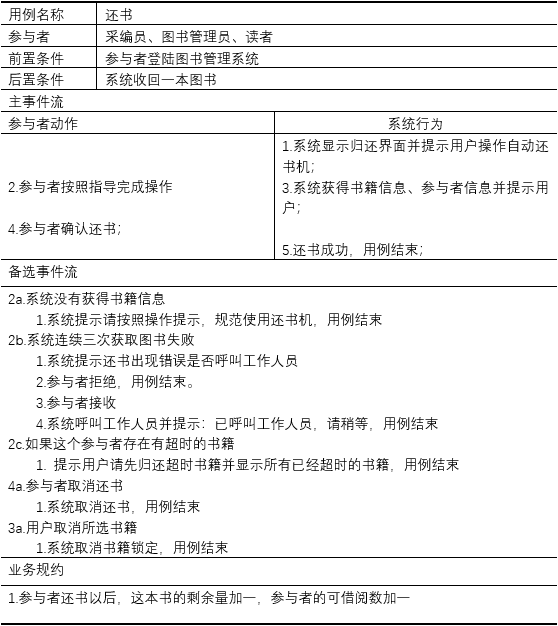 用例名称 还书
参与者 采编员、图书管理员、读者
前置条件 参与者登陆图书管理系统
后置条件 系统收回一本图书
主事件流
参与者动作 系统行为
1.系统显示归还界面并提示用户操作自动还
书机；
2.参与者按照指导完成操作
3.系统获得书籍信息、参与者信息并提示用
户；
4.参与者确认还书；
5.还书成功，用例结束；
备选事件流
2a.系统没有获得书籍信息
1.系统提示请按照操作提示，规范使用还书机，用例结束
2b.系统连续三次获取图书失败
1.系统提示还书出现错误是否呼叫工作人员
2.参与者拒绝，用例结束。
3.参与者接收
4.系统呼叫工作人员并提示：已呼叫工作人员，请稍等，用例结束
2c.如果这个参与者存在有超时的书籍
1. 提示用户请先归还超时书籍并显示所有已经超时的书籍，用例结束
4a.参与者取消还书
1.系统取消还书，用例结束
3a.用户取消所选书籍
1.系统取消书籍锁定，用例结束
业务规约
1.参与者还书以后，这本书的剩余量加一，参与者的可借阅数加一